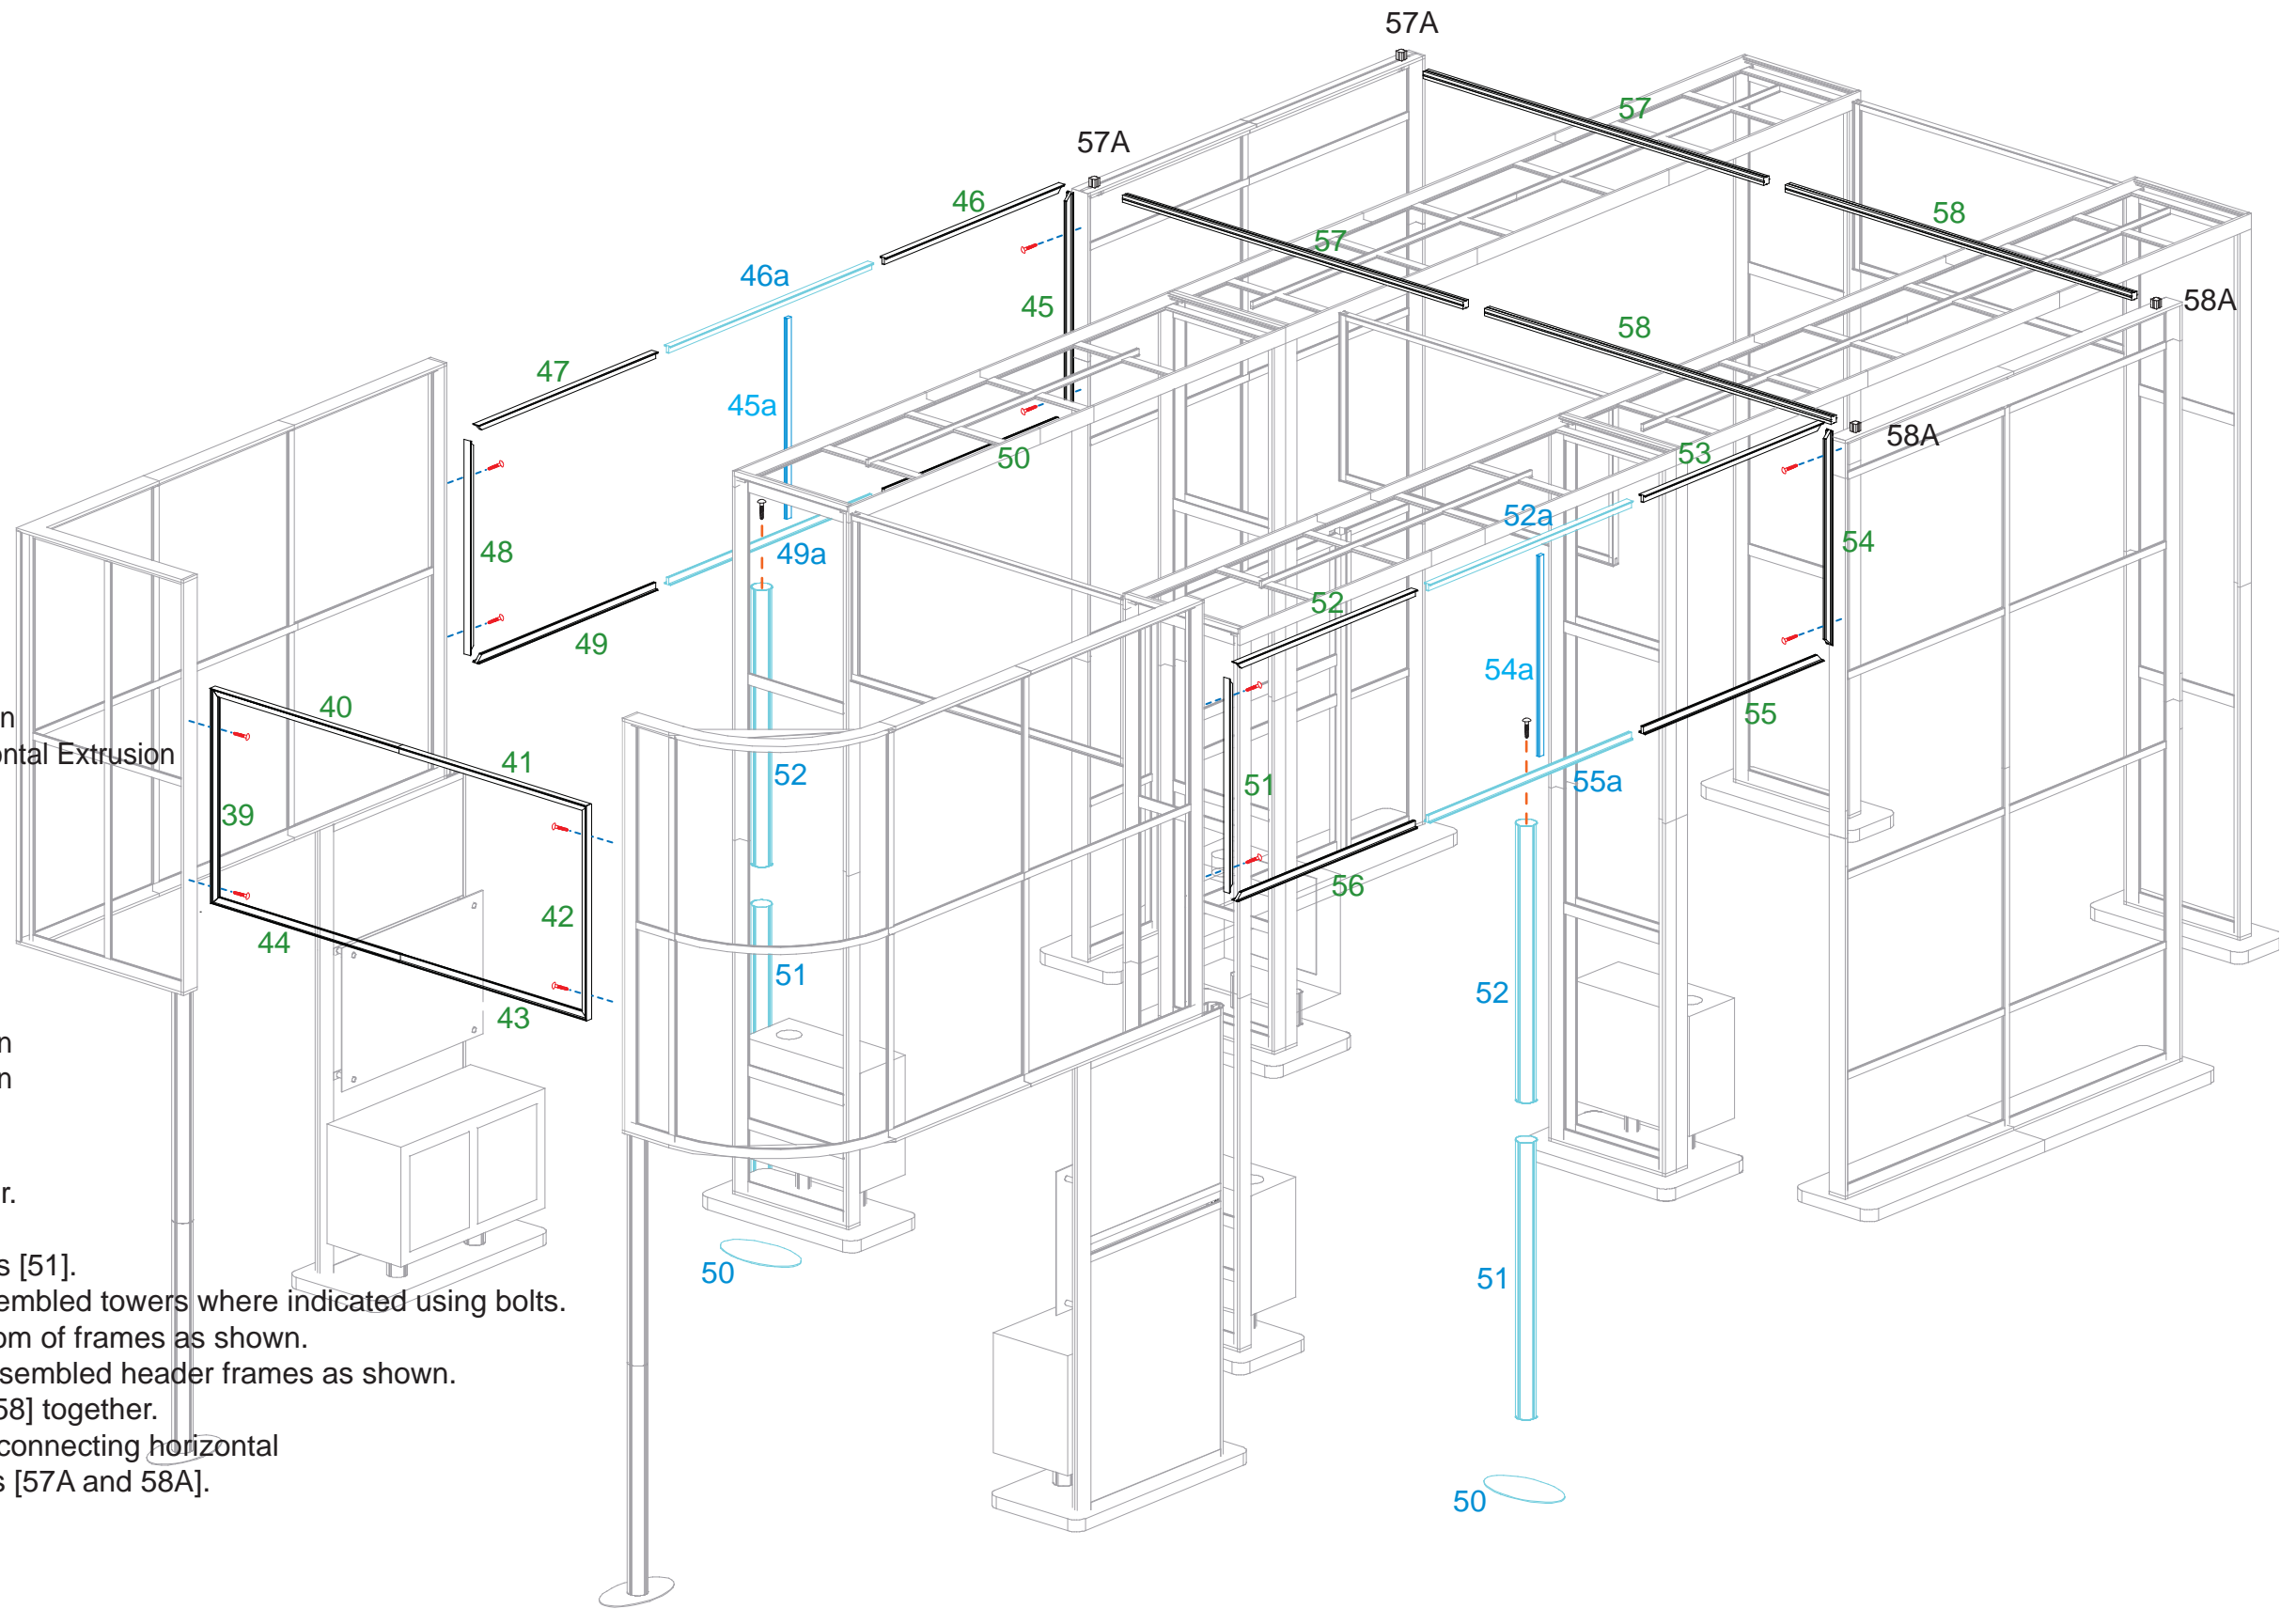 57A
57
57A
46
58
57
46a
45
58A
58
47
45a
58A
53
50
52a
48
49a
54
52
49
54a
n
40
55
ntal Extrusion
41
52
51
55a
39
56
42
44
51
52
43
n
n
r.
s [51].
50
51
embled towers where indicated using bolts.
om of frames as shown.
sembled header frames as shown.
58] together.
connecting horizontal
s [57A and 58A].
50